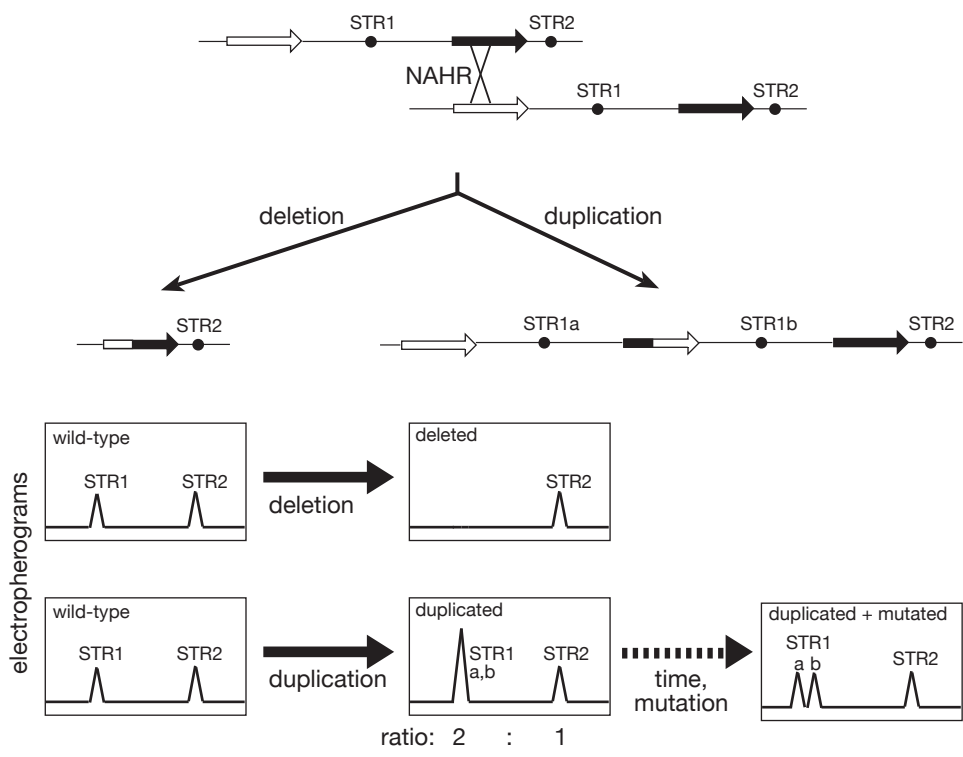 STR1 STR2
NAHR
STR1 STR2
deletion duplication
STR2
STR1a STR1b STR2
electropherograms
wild-type
STR1 STR2
deletion
deleted
STR2
wild-type
STR1 STR2
duplication
duplicated
STR1
a,b
STR2
time,
mutation
duplicated + mutated
STR1
a b
STR2
ratio: 2 : 1